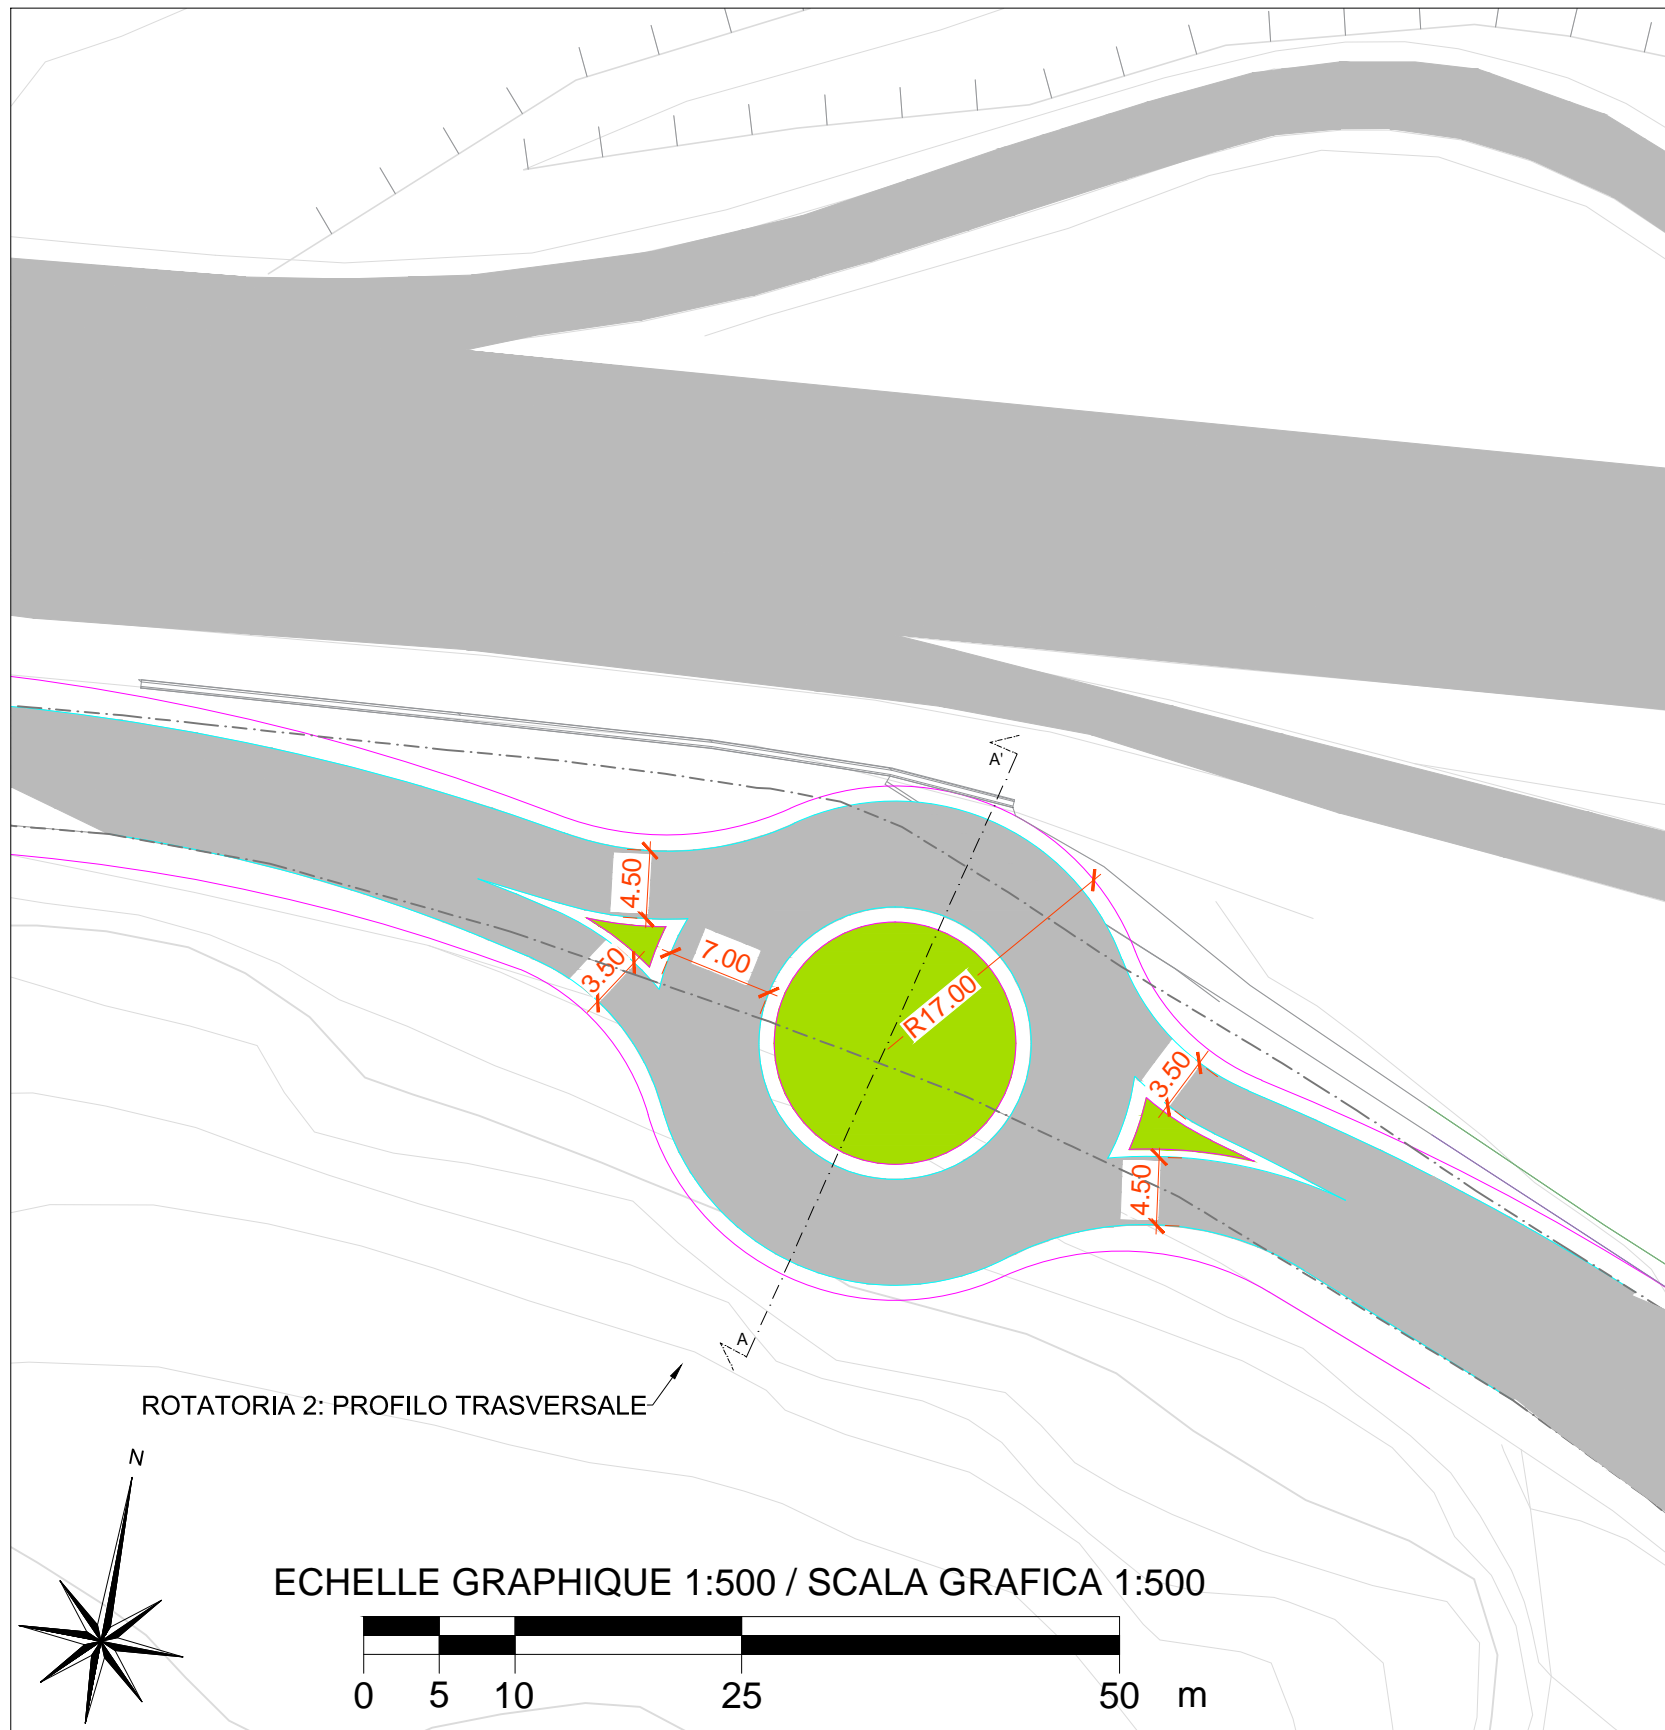 A'
4.50
7.00
3.50
R17.00
3.50
4.50
A
ROTATORIA 2: PROFILO TRASVERSALE
N
ECHELLE GRAPHIQUE 1:500 / SCALA GRAFICA 1:500
0 5 10 25 50 m